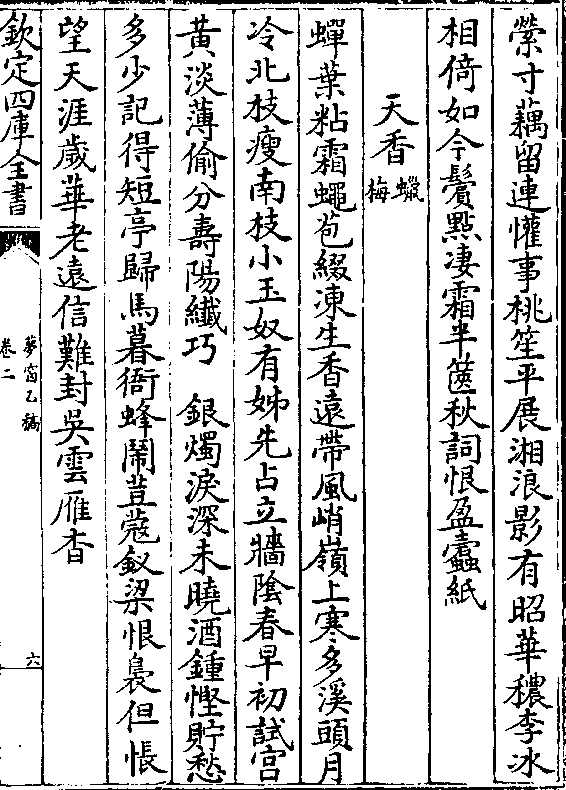 縈寸藕留連懽事桃笙平展湘浪影有昭華穠李冰
相倚如今鬢點凄霜半篋秋詞恨盈蠹紙
天香蠟梅
蟬葉粘霜蠅苞綴凍生香遠帶風峭嶺上寒多溪頭月
冷北枝瘦南枝小玉奴有姊先占立牆陰春早初試宫
黃淡薄偷分壽陽纖巧　銀燭淚深未曉酒鍾慳貯愁
多少記得短亭歸馬暮衙蜂鬧荳蔻釵梁恨裊但悵
望天涯歲華老遠信難封吳雲雁杳
欽定四庫全書
夢窗乙稿
卷二
六